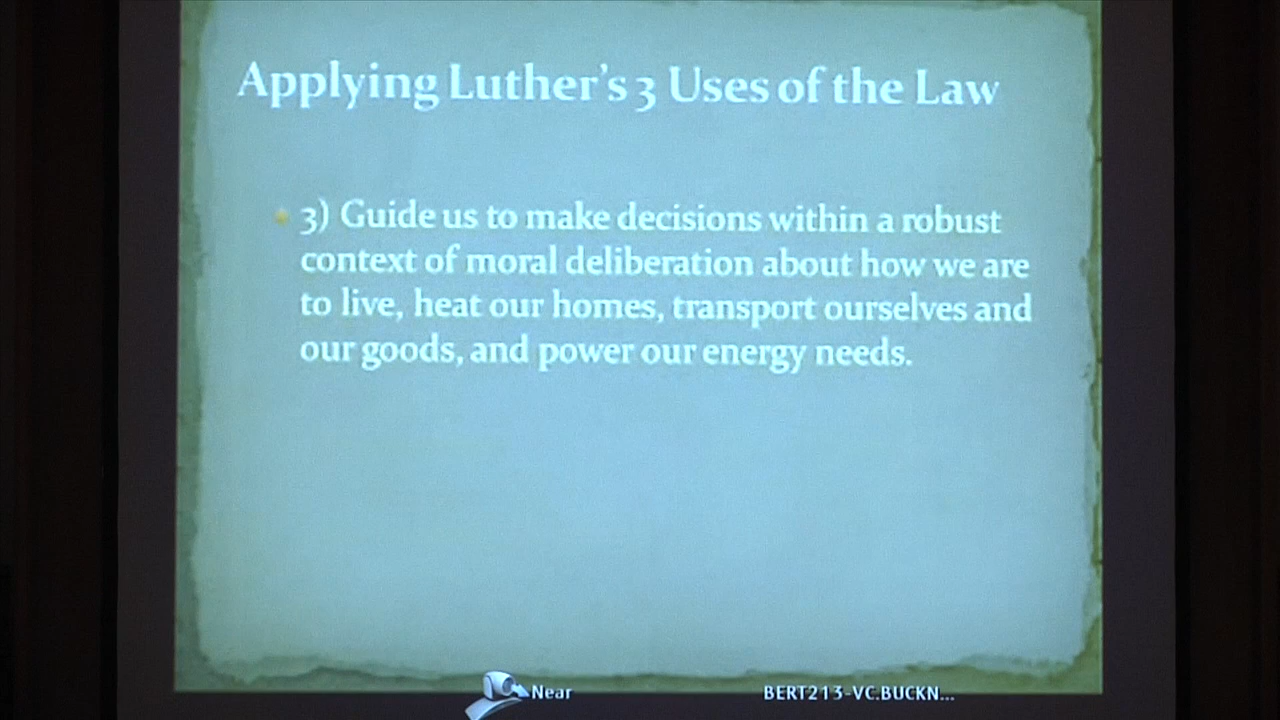 Applying Luther's 3 Uses of the Law
3) Guide us to make decisions within a robust
context of moral deliberation about how we are
to live, heat our homes, transport ourselves and
our goods, and power our energy needs.
Near
BERT213-VC.BUCKN...